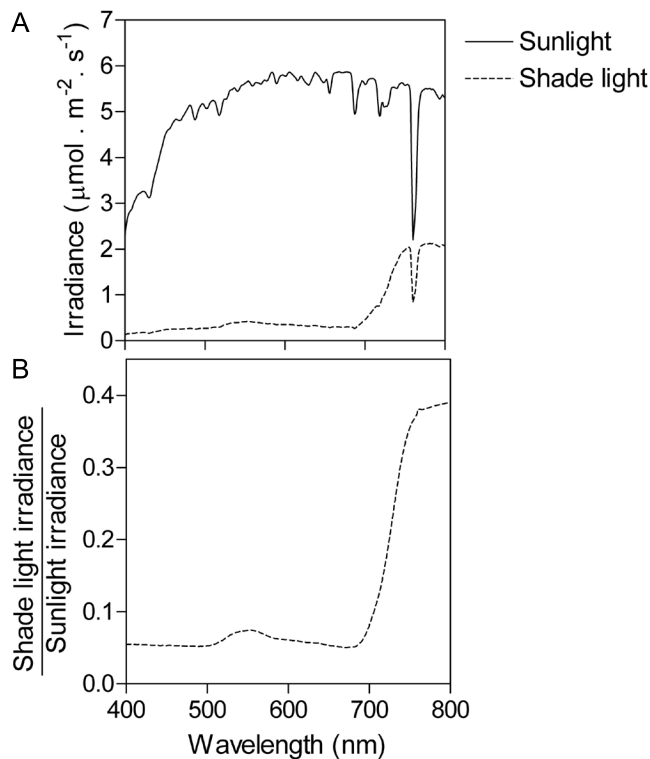 A
Irradiance (μmol . m⁻² . s⁻¹)
7
6
5
4
3
2
1
0
Sunlight
Shade light
B
Shade light irradiance
Sunlight irradiance
0.4
0.3
0.2
0.1
0.0
400 500 600 700 800
Wavelength (nm)